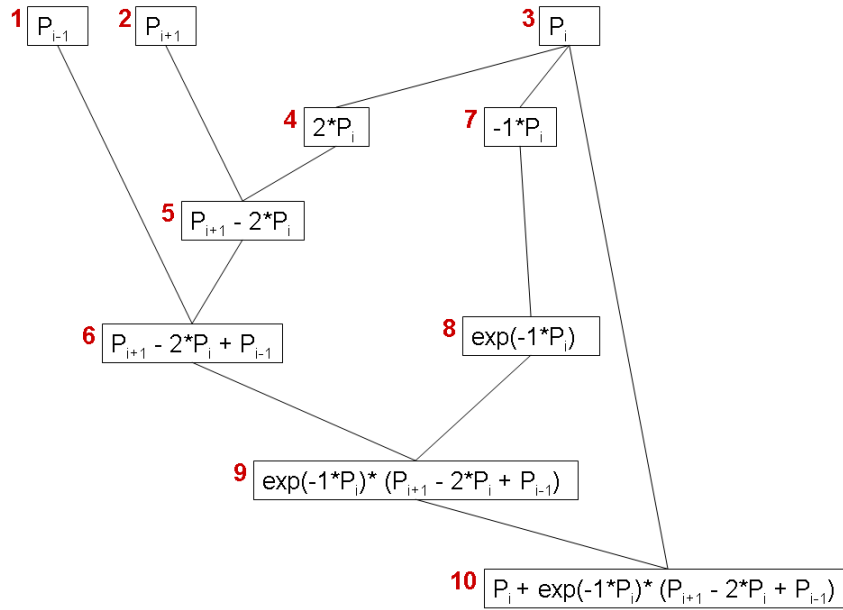 1 P_{i-1} 2 P_{i+1} 3 P_i
4 2*P_i 7 -1*P_i
5 P_{i+1} - 2*P_i
6 P_{i+1} - 2*P_i + P_{i-1} 8 exp(-1*P_i)
9 exp(-1*P_i)* (P_{i+1} - 2*P_i + P_{i-1})
10 P_i + exp(-1*P_i)* (P_{i+1} - 2*P_i + P_{i-1})